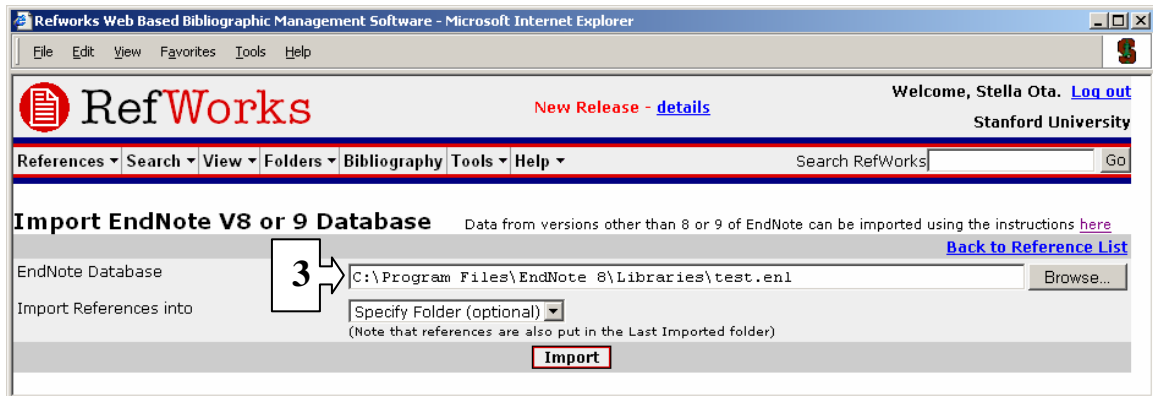 Refworks Web Based Bibliographic Management Software - Microsoft Internet Explorer
File Edit View Favorites Tools Help
RefWorks
New Release - details
Welcome, Stella Ota. Log out
Stanford University
References Search View Folders Bibliography Tools Help Search RefWorks Go
Import EndNote V8 or 9 Database Data from versions other than 8 or 9 of EndNote can be imported using the instructions here
Back to Reference List
EndNote Database 3 C:\Program Files\EndNote 8\Libraries\test.enl Browse...
Import References into Specify Folder (optional)
(Note that references are also put in the Last Imported folder)
Import